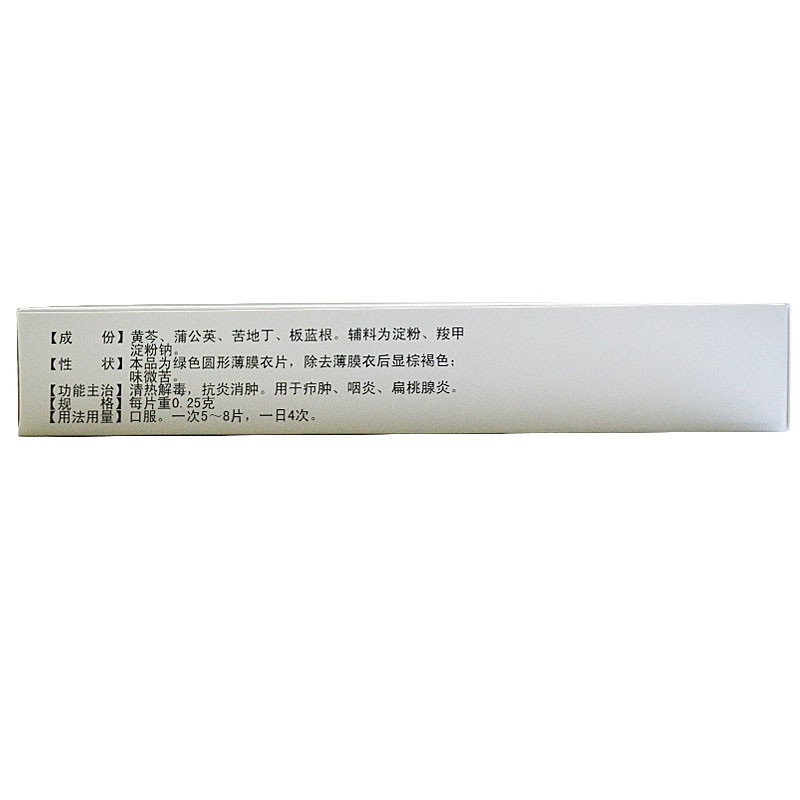 【成　　份】黄芩、蒲公英、苦地丁、板蓝根。辅料为淀粉、羧甲
淀粉钠。
【性　　状】本品为绿色圆形薄膜衣片，除去薄膜衣后显棕褐色；
味微苦。
【功能主治】清热解毒，抗炎消肿。用于疖肿、咽炎、扁桃腺炎。
【规　　格】每片重0.25克
【用法用量】口服。一次5～8片，一日4次。